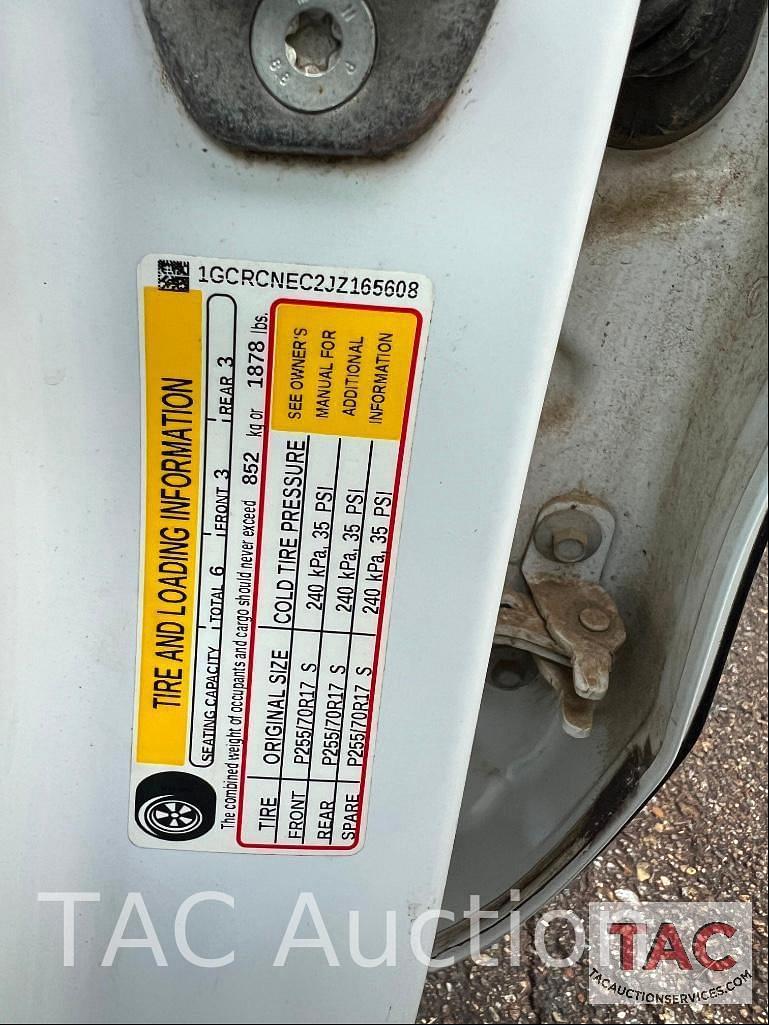 1GCRCNEC2JZ165608
TIRE AND LOADING INFORMATION
SEATING CAPACITY TOTAL 6 FRONT 3 REAR 3
The combined weight of occupants and cargo should never exceed 852 kg or 1878 lbs.
TIRE ORIGINAL SIZE COLD TIRE PRESSURE
FRONT P255/70R17 S 240 kPa, 35 PSI
REAR P255/70R17 S 240 kPa, 35 PSI
SPARE P255/70R17 S 240 kPa, 35 PSI
SEE OWNER'S
MANUAL FOR
ADDITIONAL
INFORMATION
8.8
TAC Auction
TAC
TACAUCTIONSERVICES.COM